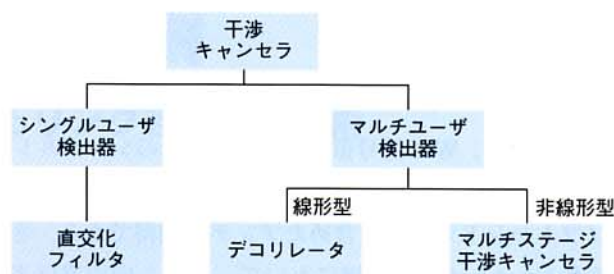 干渉
キャンセラ
シングルユーザ
検出器
マルチユーザ
検出器
線形型
非線形型
直交化
フィルタ
デコリレータ
マルチステージ
干渉キャンセラ